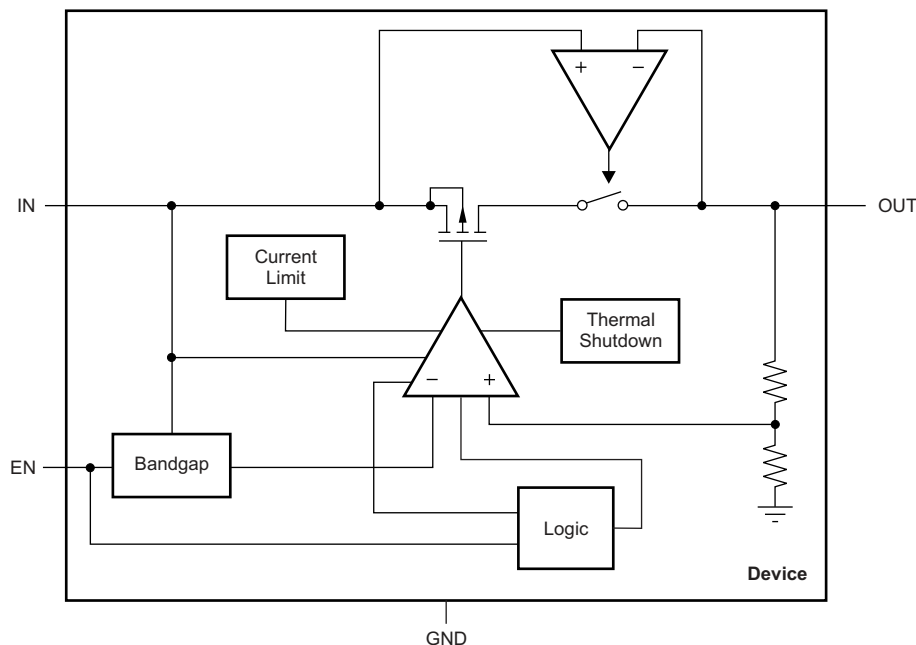 + −
IN
OUT
Current
Limit
Thermal
Shutdown
− +
EN
Bandgap
Logic
Device
GND